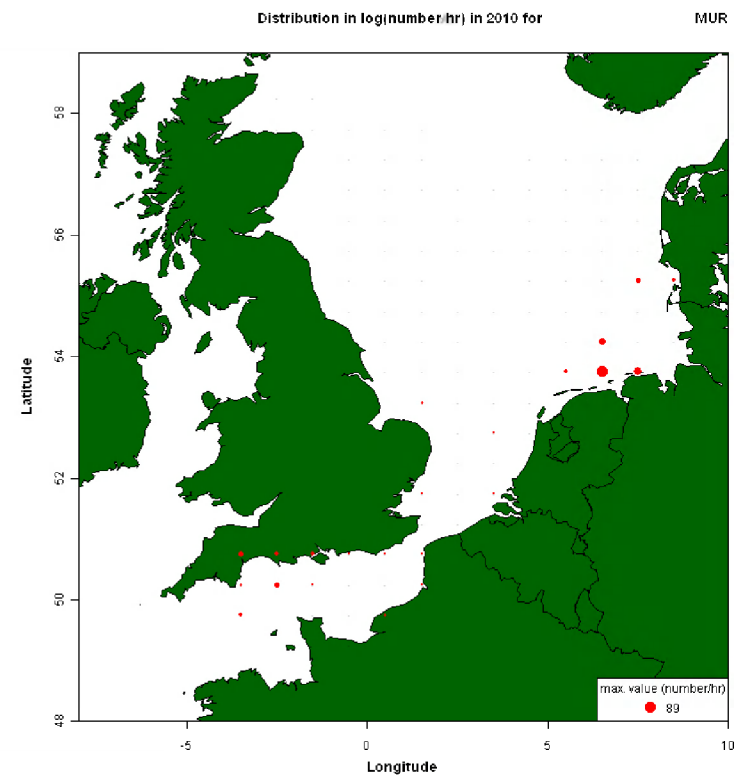 Distribution in log(number/hr) in 2010 for MUR
Latitude
58
56
54
52
50
48
max. value (number/hr)
89
-5 0 5 10
Longitude